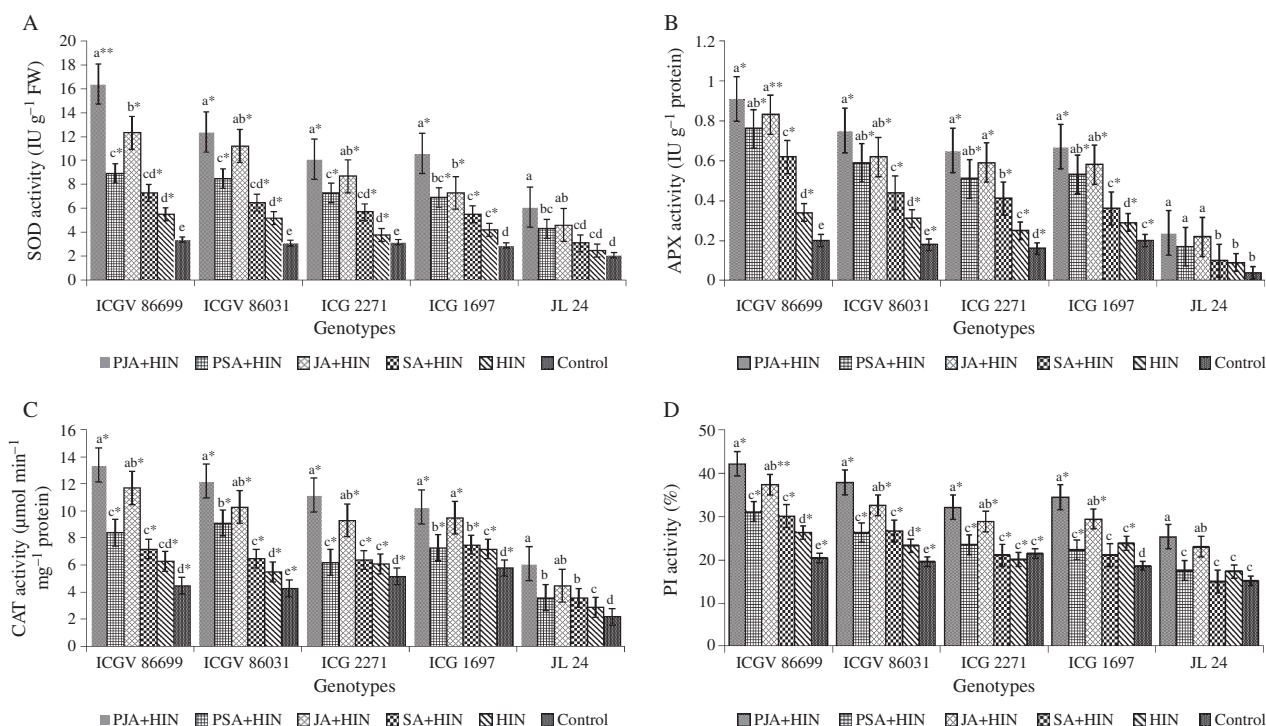 A
SOD activity (IU g−1 FW)
20
18
16
14
12
10
8
6
4
2
0
a** c* b* cd* d* e
a* c* ab* cd* d* e
a* c* ab* cd* d* d
a* bc* b* c* c* d
a bc ab cd cd d
ICGV 86699 ICGV 86031 ICG 2271 ICG 1697 JL 24
Genotypes
PJA+HIN PSA+HIN JA+HIN SA+HIN HIN Control
B
APX activity (IU g−1 protein)
1.2
1
0.8
0.6
0.4
0.2
0
a* ab* a** c* d* e
a* ab* ab* c* d* e*
a* ab* a* b* c* d*
a* ab* ab* c* d* c*
a a a b b b
ICGV 86699 ICGV 86031 ICG 2271 ICG 1697 JL 24
Genotypes
PJA+HIN PSA+HIN JA+HIN SA+HIN HIN Control
C
CAT activity (μmol min−1
mg−1 protein)
16
14
12
10
8
6
4
2
0
a* c* ab* c* cd* d*
a* b* ab* c* d* e*
a* c* ab* c* c* d*
a* b* a* b* c* d*
a b ab b c d
ICGV 86699 ICGV 86031 ICG 2271 ICG 1697 JL 24
Genotypes
PJA+HIN PSA+HIN JA+HIN SA+HIN HIN Control
D
PI activity (%)
50
40
30
20
10
0
a* c* ab** c* d* e*
a* c* ab* c* d* e*
a* c* ab* c* c* c*
a* c* ab* c* c* d
a c ab c c c
ICGV 86699 ICGV 86031 ICG 2271 ICG 1697 JL 24
Genotypes
PJA+HIN PSA+HIN JA+HIN SA+HIN HIN Control